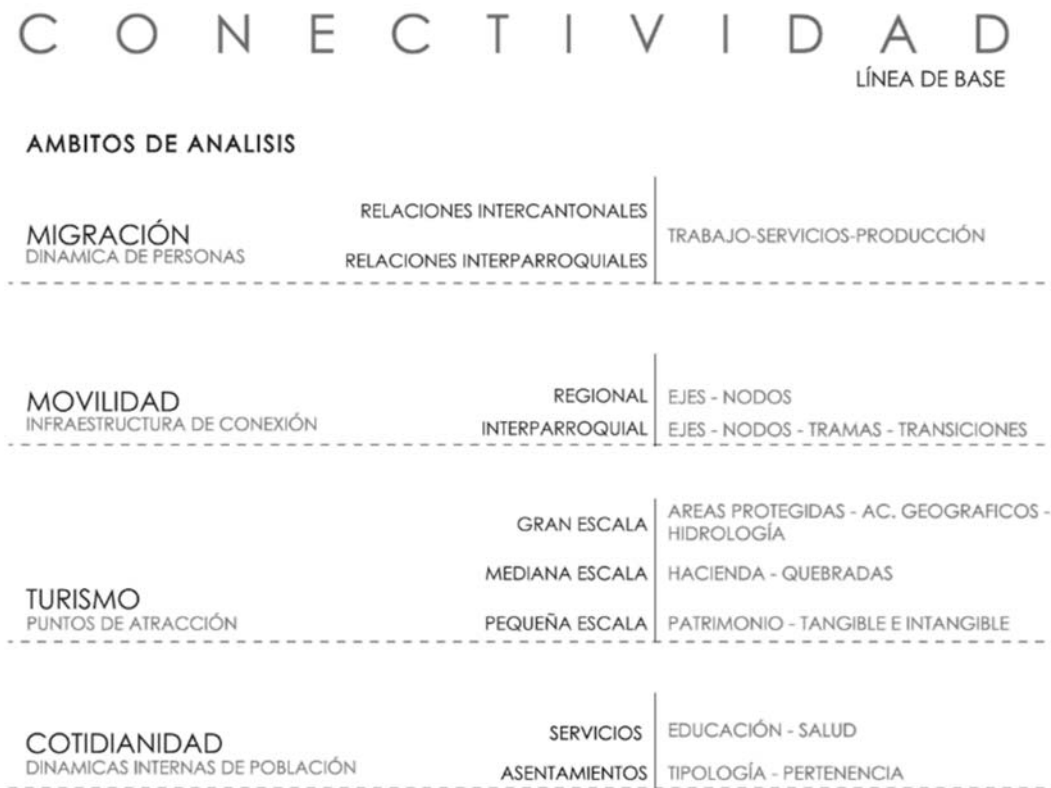 CONECTIVIDAD
LÍNEA DE BASE
AMBITOS DE ANALISIS
MIGRACIÓN
DINAMICA DE PERSONAS
RELACIONES INTERCANTONALES
RELACIONES INTERPARROQUIALES
TRABAJO-SERVICIOS-PRODUCCIÓN
MOVILIDAD
INFRAESTRUCTURA DE CONEXIÓN
REGIONAL
EJES - NODOS
INTERPARROQUIAL
EJES - NODOS - TRAMAS - TRANSICIONES
TURISMO
PUNTOS DE ATRACCIÓN
GRAN ESCALA
AREAS PROTEGIDAS - AC. GEOGRAFICOS -
HIDROLOGÍA
MEDIANA ESCALA
HACIENDA - QUEBRADAS
PEQUEÑA ESCALA
PATRIMONIO - TANGIBLE E INTANGIBLE
COTIDIANIDAD
DINAMICAS INTERNAS DE POBLACIÓN
SERVICIOS
EDUCACIÓN - SALUD
ASENTAMIENTOS
TIPOLOGÍA - PERTENENCIA